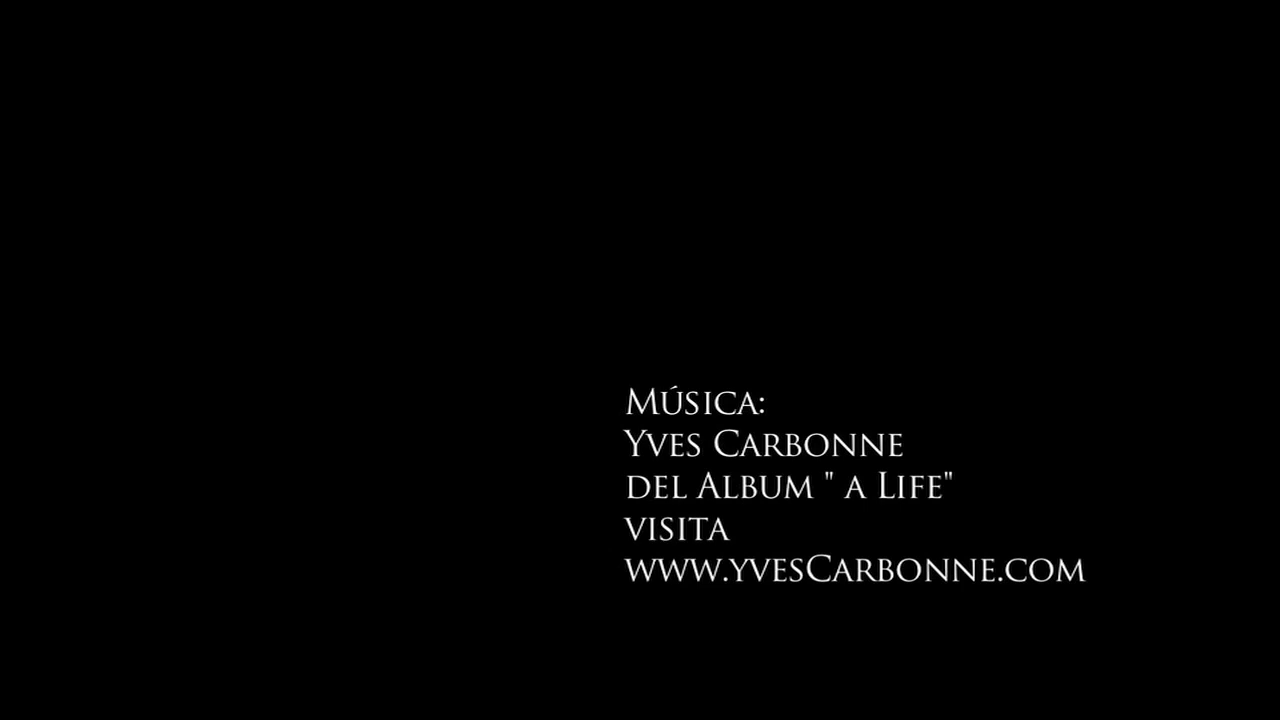 Música:
Yves Carbonne
del Album " a Life"
visita
www.yvesCarbonne.com